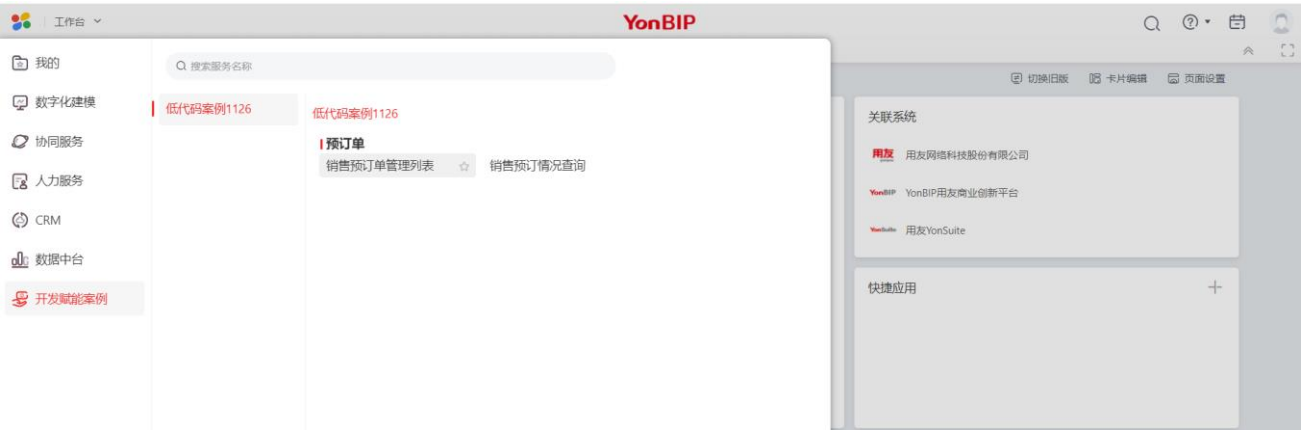 工作台
YonBIP
我的
数字化建模
协同服务
人力服务
CRM
数据中台
开发赋能案例
搜索服务名称
低代码案例1126
低代码案例1126
预订单
销售预订单管理列表
销售预订情况查询
切换旧版
卡片编辑
页面设置
关联系统
用友
用友网络科技股份有限公司
YonBIP
YonBIP用友商业创新平台
YonSuite
用友YonSuite
快捷应用